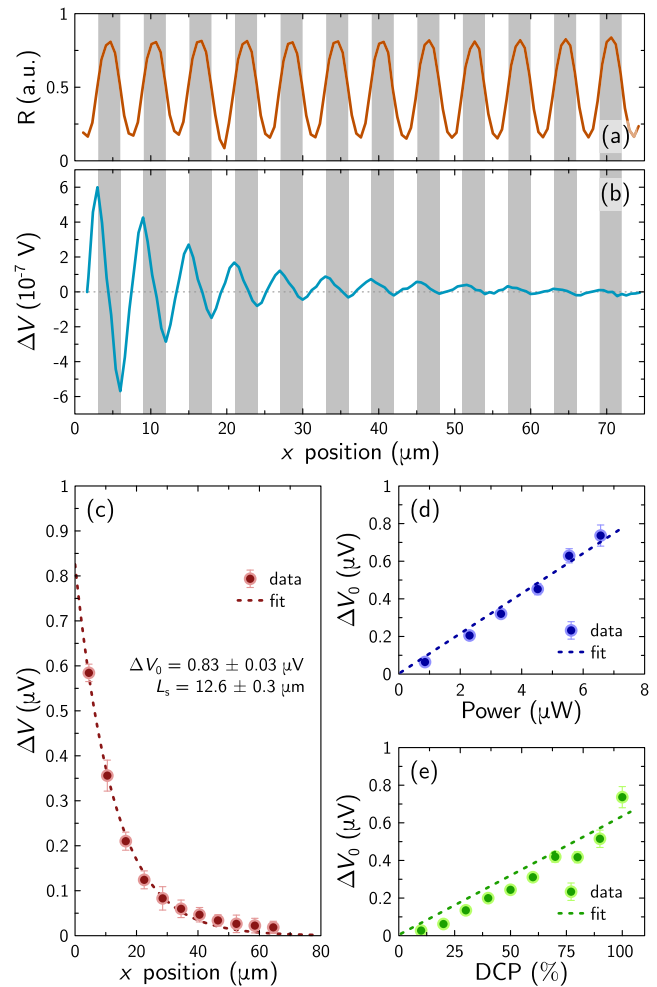 1
0.5
0
R (a.u.)
(a)
6
4
2
0
-2
-4
-6
ΔV (10⁻⁷ V)
(b)
0 10 20 30 40 50 60 70
x position (μm)
1
0.9
0.8
0.7
0.6
0.5
0.4
0.3
0.2
0.1
0
ΔV (μV)
(c)
data
fit
ΔV₀ = 0.83 ± 0.03 μV
Lₛ = 12.6 ± 0.3 μm
0 20 40 60 80
x position (μm)
1
0.8
0.6
0.4
0.2
0
ΔV₀ (μV)
(d)
data
fit
0 2 4 6 8
Power (μW)
1
0.8
0.6
0.4
0.2
0
ΔV₀ (μV)
(e)
data
fit
0 25 50 75 100
DCP (%)